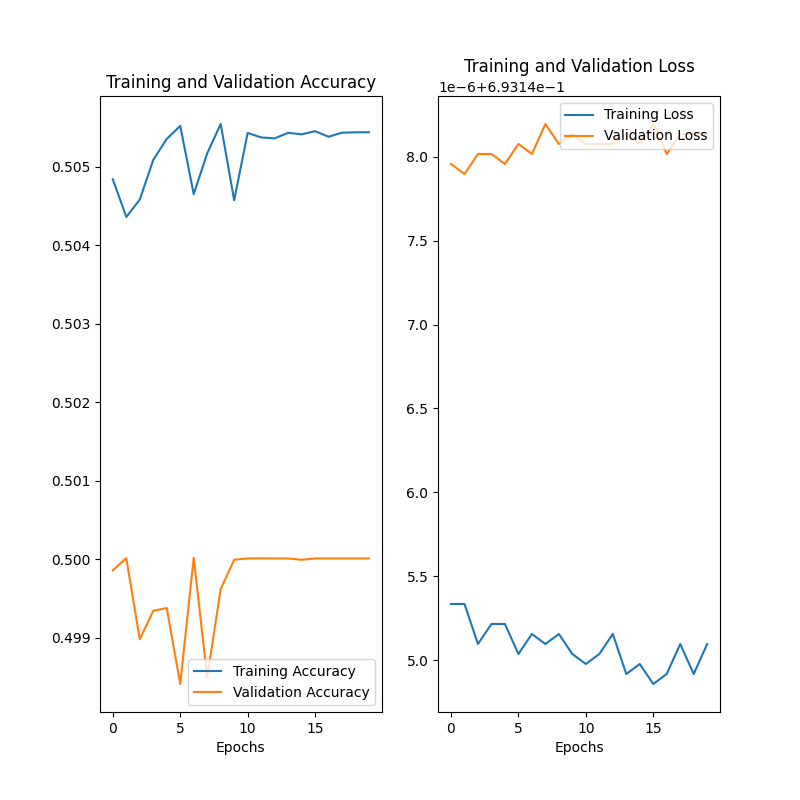 Training and Validation Accuracy
0.505
0.504
0.503
0.502
0.501
0.500
0.499
Training Accuracy
Validation Accuracy
0 5 10 15
Epochs
Training and Validation Loss
1e−6+6.9314e−1
Training Loss
Validation Loss
8.0
7.5
7.0
6.5
6.0
5.5
5.0
0 5 10 15
Epochs